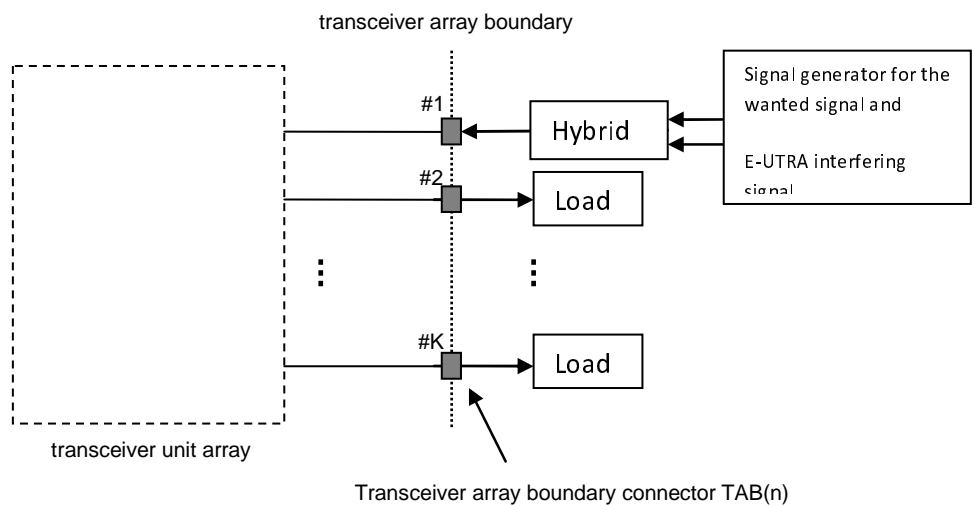 transceiver array boundary
#1
Hybrid
Signal generator for the
wanted signal and
E-UTRA interfering
signal
#2
Load
#K
Load
transceiver unit array
Transceiver array boundary connector TAB(n)